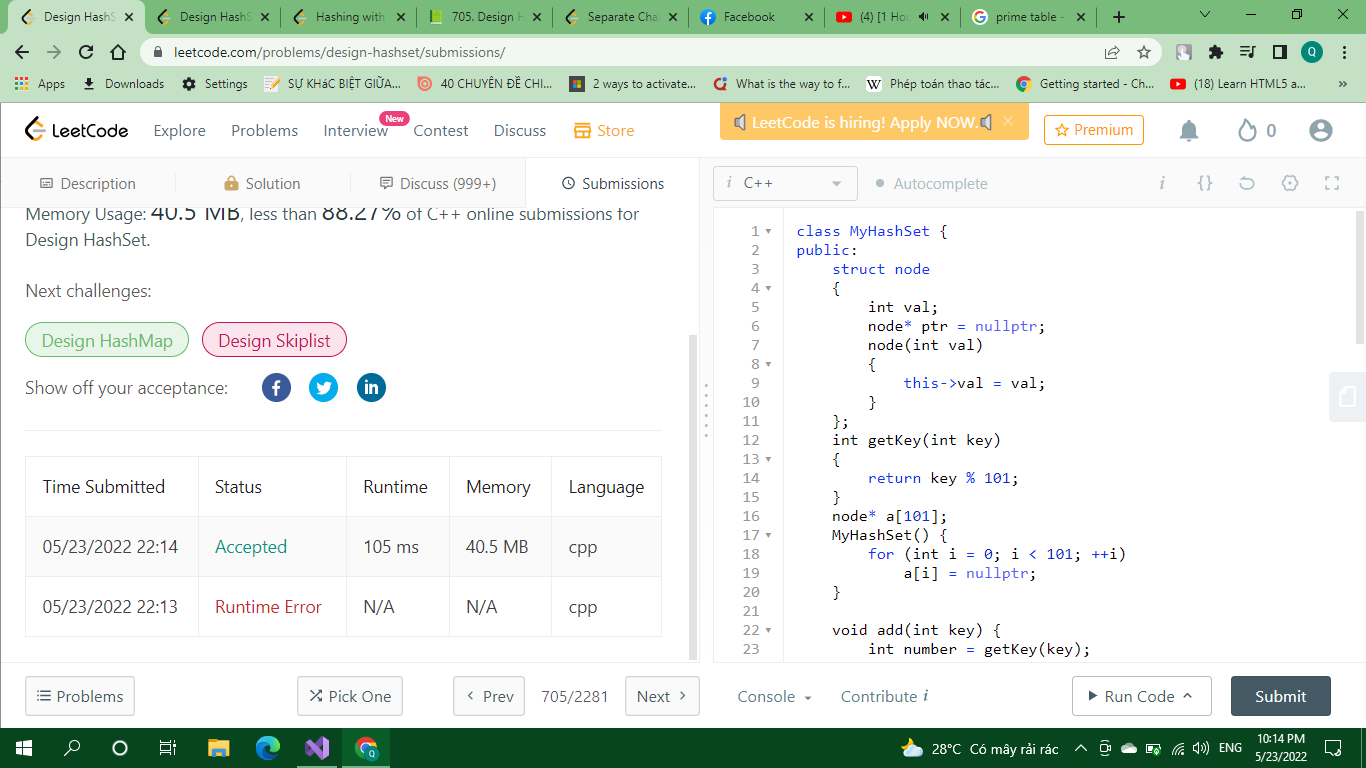 Design HashS
Design HashS
Hashing with
705. Design H
Separate Cha
Facebook
(4) [1 Hou
prime table -
leetcode.com/problems/design-hashset/submissions/
Q
Apps
Downloads
Settings
SỰ KHáC BIỆT GIỮA...
40 CHUYÊN ĐỀ CHI...
2 ways to activate...
What is the way to f...
Phép toán thao tác...
Getting started - Ch...
(18) Learn HTML5 a...
»
LeetCode
Explore
Problems
Interview
New
Contest
Discuss
Store
LeetCode is hiring! Apply NOW.
Premium
0
Description
Solution
Discuss (999+)
Submissions
i C++
Autocomplete
Memory Usage: 40.5 MB, less than 88.27% of C++ online submissions for
Design HashSet.
Next challenges:
Design HashMap
Design Skiplist
Show off your acceptance:
Time Submitted Status Runtime Memory Language
05/23/2022 22:14 Accepted 105 ms 40.5 MB cpp
05/23/2022 22:13 Runtime Error N/A N/A cpp
1 class MyHashSet {
2 public:
3 struct node
4 {
5 int val;
6 node* ptr = nullptr;
7 node(int val)
8 {
9 this->val = val;
10 }
11 };
12 int getKey(int key)
13 {
14 return key % 101;
15 }
16 node* a[101];
17 MyHashSet() {
18 for (int i = 0; i < 101; ++i)
19 a[i] = nullptr;
20 }
21
22 void add(int key) {
23 int number = getKey(key);
Problems
Pick One
Prev
705/2281
Next
Console
Contribute i
Run Code
Submit
28°C Có mây rải rác
ENG
10:14 PM
5/23/2022